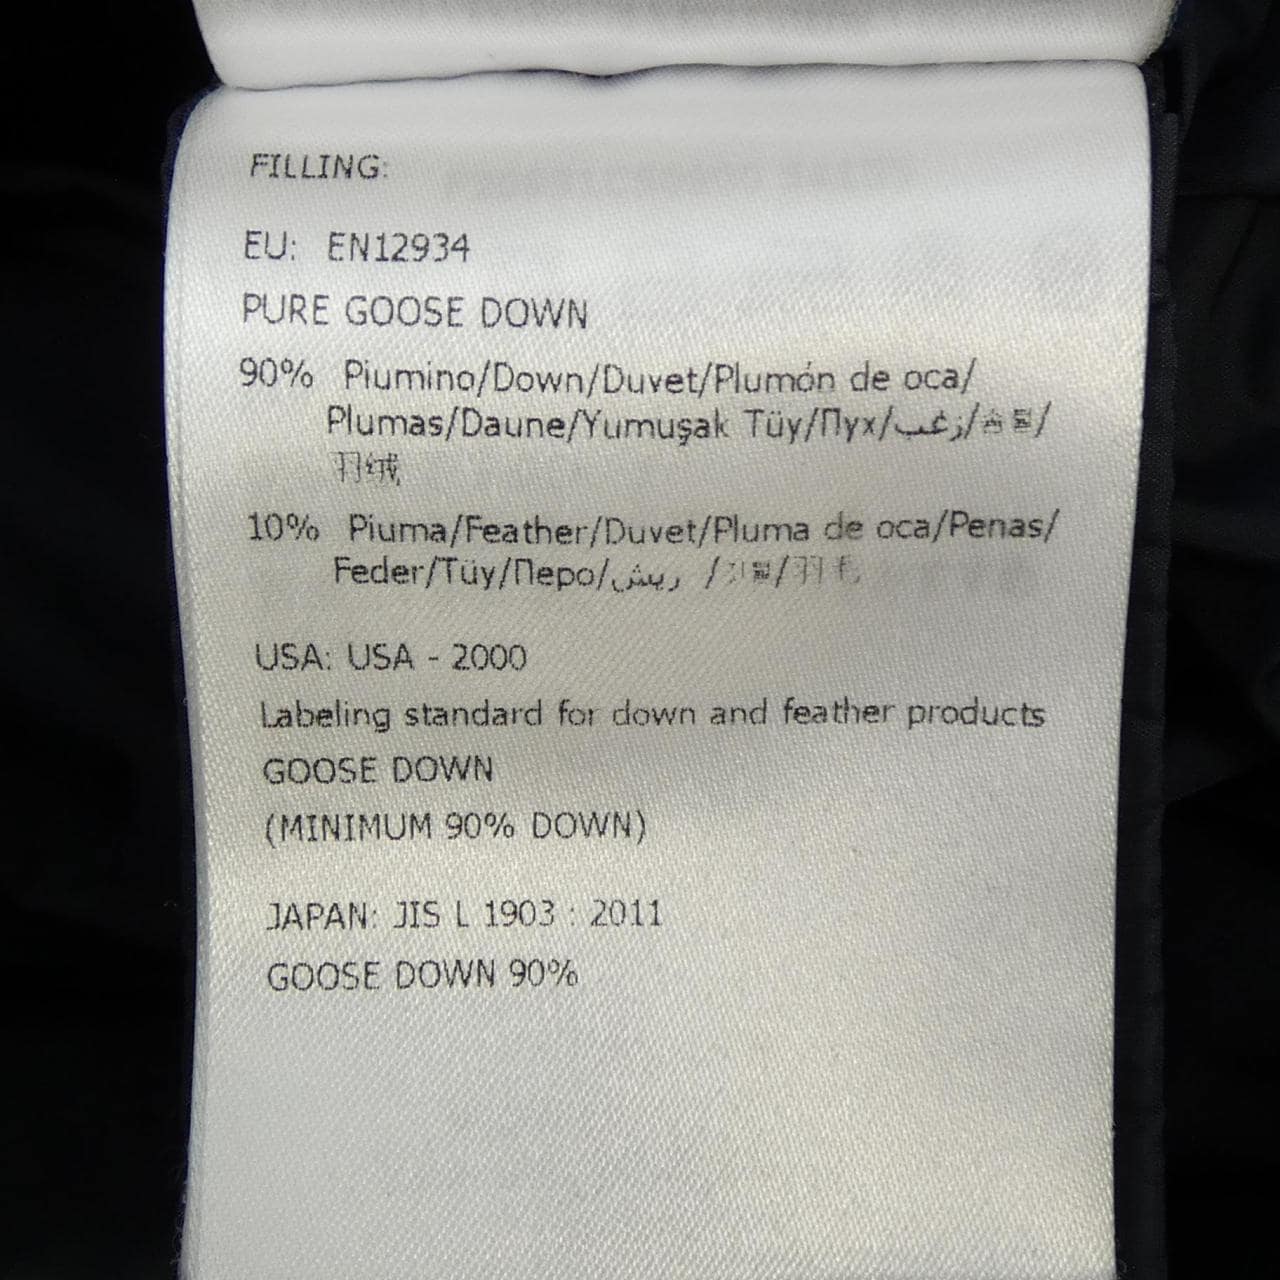 FILLING:
EU: EN12934
PURE GOOSE DOWN
90% Piumino/Down/Duvet/Plumón de oca/
Plumas/Daune/Yumuşak Tüy/Пух/زغب/솜털/
羽绒
10% Piuma/Feather/Duvet/Pluma de oca/Penas/
Feder/Tüy/Перо/ريش /깃털/羽毛
USA: USA - 2000
Labeling standard for down and feather products
GOOSE DOWN
(MINIMUM 90% DOWN)
JAPAN: JIS L 1903 : 2011
GOOSE DOWN 90%